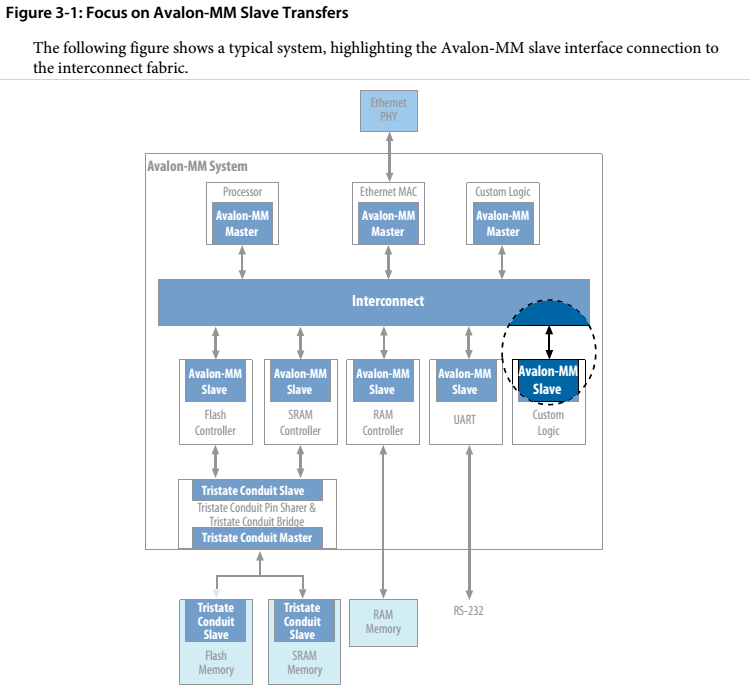 Figure 3-1: Focus on Avalon-MM Slave Transfers
The following figure shows a typical system, highlighting the Avalon-MM slave interface connection to
the interconnect fabric.
Ethernet
PHY
Avalon-MM System
Processor
Avalon-MM
Master
Ethernet MAC
Avalon-MM
Master
Custom Logic
Avalon-MM
Master
Interconnect
Avalon-MM
Slave
Flash
Controller
Avalon-MM
Slave
SRAM
Controller
Avalon-MM
Slave
RAM
Controller
Avalon-MM
Slave
UART
Avalon-MM
Slave
Custom
Logic
Tristate Conduit Slave
Tristate Conduit Pin Sharer &
Tristate Conduit Bridge
Tristate Conduit Master
Tristate
Conduit
Slave
Flash
Memory
Tristate
Conduit
Slave
SRAM
Memory
RAM
Memory
RS-232